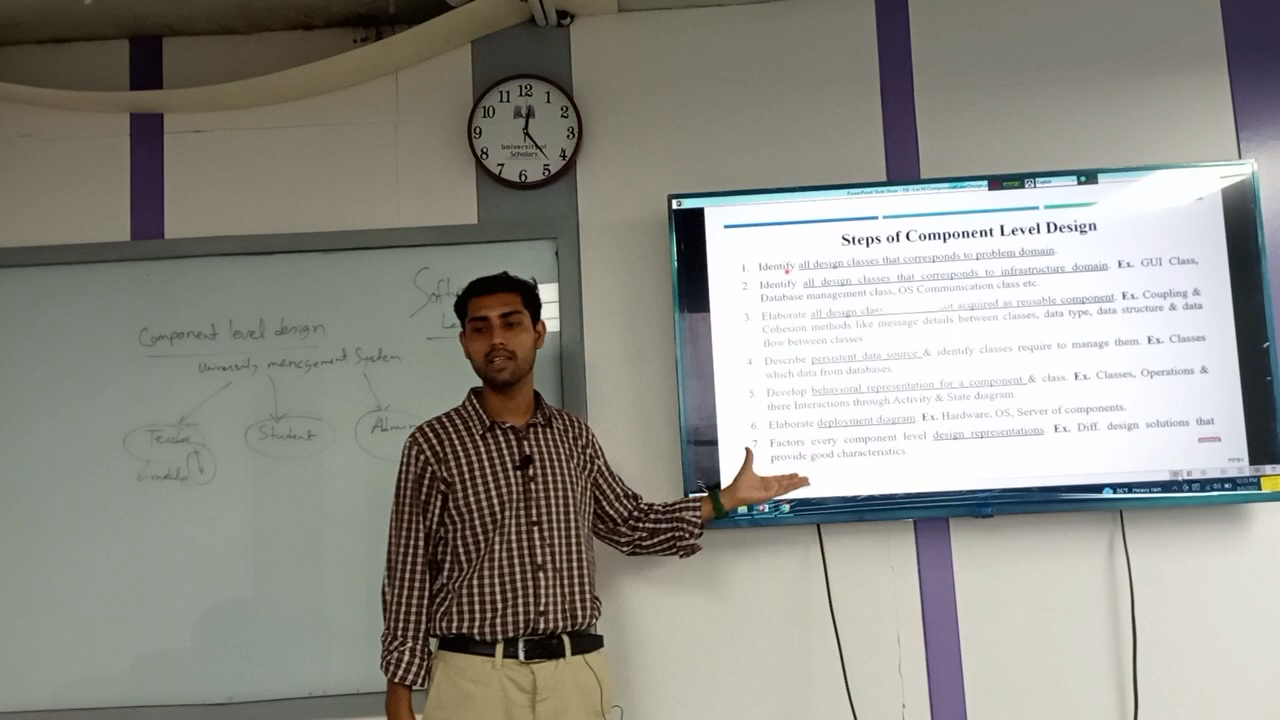 12 1 2 3 4 5 6 7 8 9 10 11
University of
Scholars
Component level design
University management System
Teacher
Student
Admin
Steps of Component Level Design
1. Identify all design classes that corresponds to problem domain.
2 Identify all design classes that corresponds to infrastructure domain. Ex. GUI Class,
Database management class, OS Communication class etc.
3. Elaborate all design clas not acquired as reusable component. Ex. Coupling &
Cohesion methods like message details between classes, data type, data structure & data
flow between classes.
4 Describe persistent data source & identify classes require to manage them. Ex. Classes
which data from databases.
5. Develop behavioral representation for a component & class. Ex. Classes, Operations &
there Interactions through Activity & State diagram.
6. Elaborate deployment diagram. Ex. Hardware, OS, Server of components.
7. Factors every component level design representations. Ex. Diff. design solutions that
provide good characteristics.
86°F Heavy rain